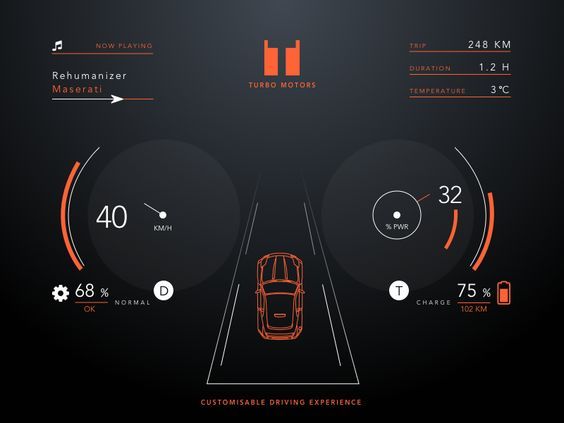 NOW PLAYING
Rehumanizer
Maserati
TURBO MOTORS
TRIP 248 KM
DURATION 1.2 H
TEMPERATURE 3°C
40
KM/H
32
% PWR
68 %
OK
NORMAL
D
T
CHARGE
75 %
102 KM
CUSTOMISABLE DRIVING EXPERIENCE